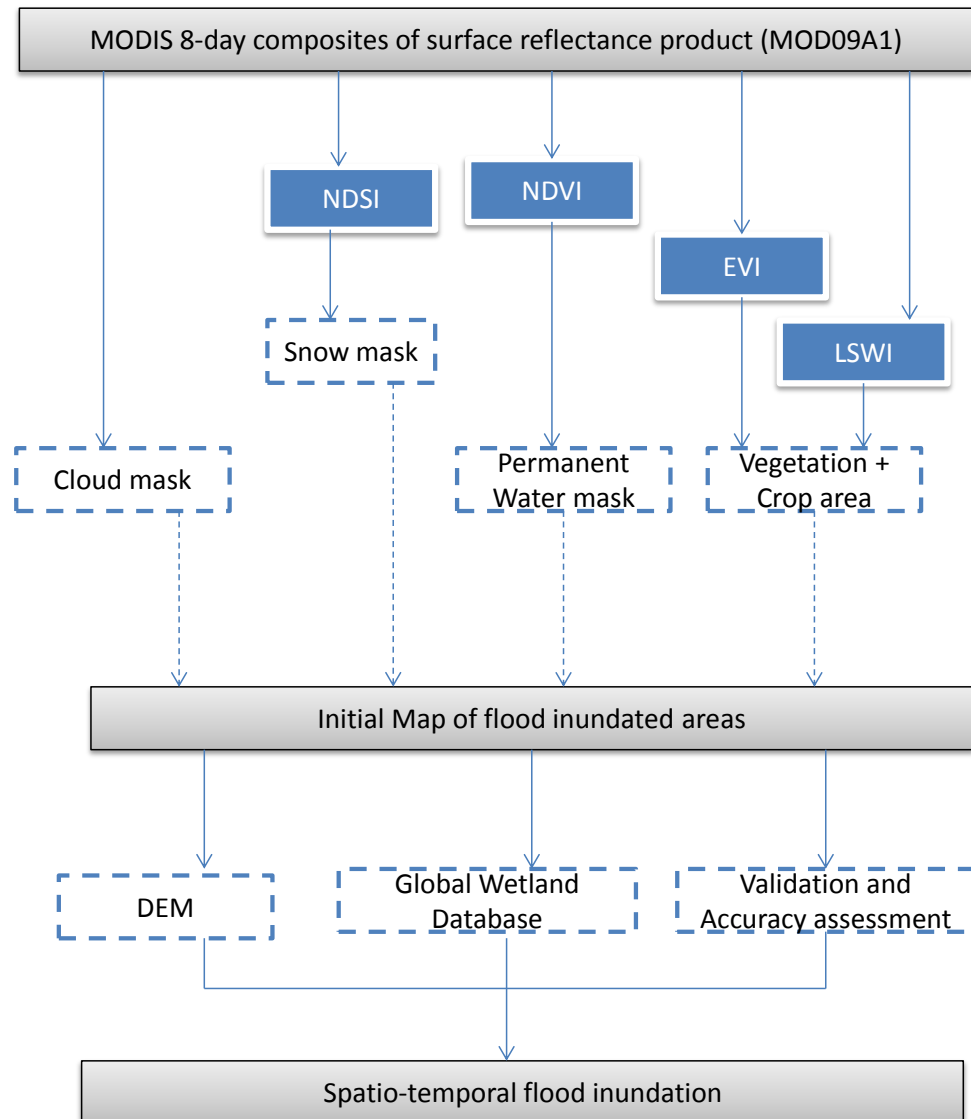 MODIS 8-day composites of surface reflectance product (MOD09A1)
NDSI
NDVI
EVI
Snow mask
LSWI
Cloud mask
Permanent
Water mask
Vegetation +
Crop area
Initial Map of flood inundated areas
DEM
Global Wetland
Database
Validation and
Accuracy assessment
Spatio-temporal flood inundation